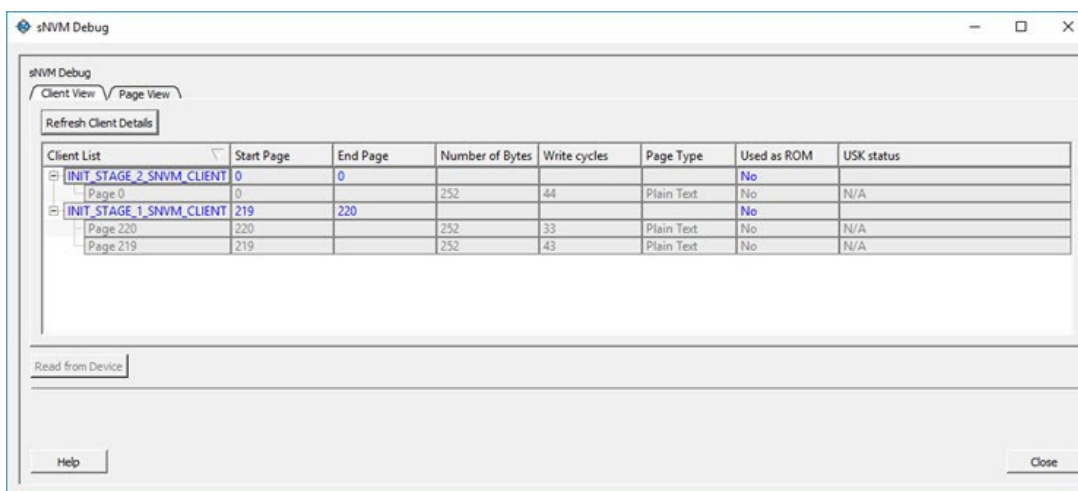 sNVM Debug
sNVM Debug
Client View Page View
Refresh Client Details
Client List Start Page End Page Number of Bytes Write cycles Page Type Used as ROM USK status
INIT_STAGE_2_SNVM_CLIENT 0 0 No
Page 0 0 252 44 Plain Text No N/A
INIT_STAGE_1_SNVM_CLIENT 219 220 No
Page 220 220 252 33 Plain Text No N/A
Page 219 219 252 43 Plain Text No N/A
Read from Device
Help Close